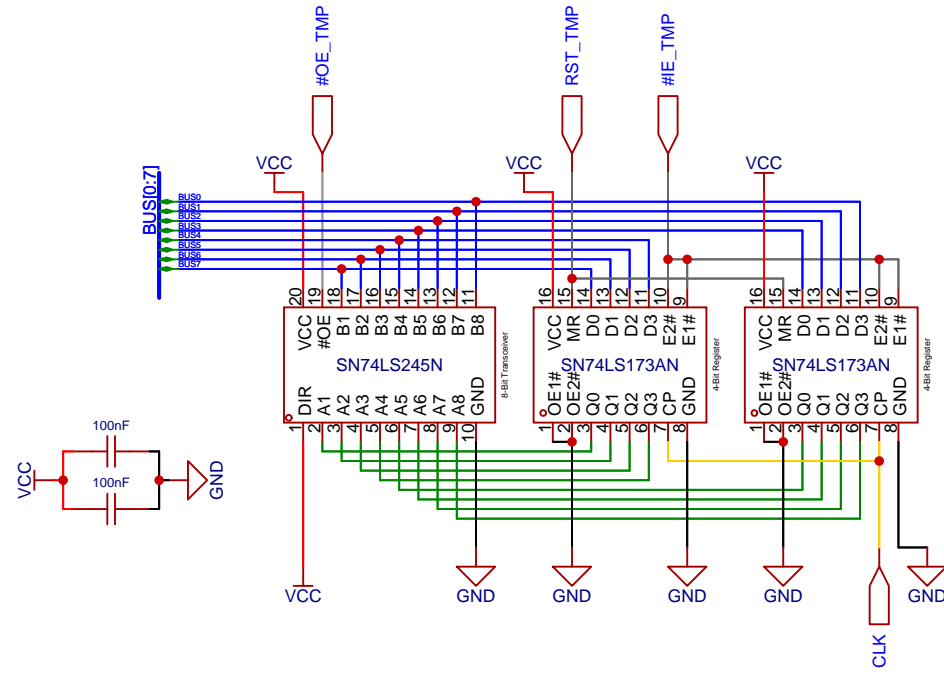 #OE_TMP
RST_TMP
#IE_TMP
VCC
VCC
VCC
BUS[0:7]
BUS0
BUS1
BUS2
BUS3
BUS4
BUS5
BUS6
BUS7
20 19 18 17 16 15 14 13 12 11
VCC #OE B1 B2 B3 B4 B5 B6 B7 B8
SN74LS245N
DIR A1 A2 A3 A4 A5 A6 A7 A8 GND
1 2 3 4 5 6 7 8 9 10
8-Bit Transceiver
16 15 14 13 12 11 10 9
VCC MR D0 D1 D2 D3 E2# E1#
SN74LS173AN
OE1# OE2# Q0 Q1 Q2 Q3 CP GND
1 2 3 4 5 6 7 8
4-Bit Register
16 15 14 13 12 11 10 9
VCC MR D0 D1 D2 D3 E2# E1#
SN74LS173AN
OE1# OE2# Q0 Q1 Q2 Q3 CP GND
1 2 3 4 5 6 7 8
4-Bit Register
100nF
VCC
100nF
GND
VCC
GND
GND
GND
GND
GND
CLK